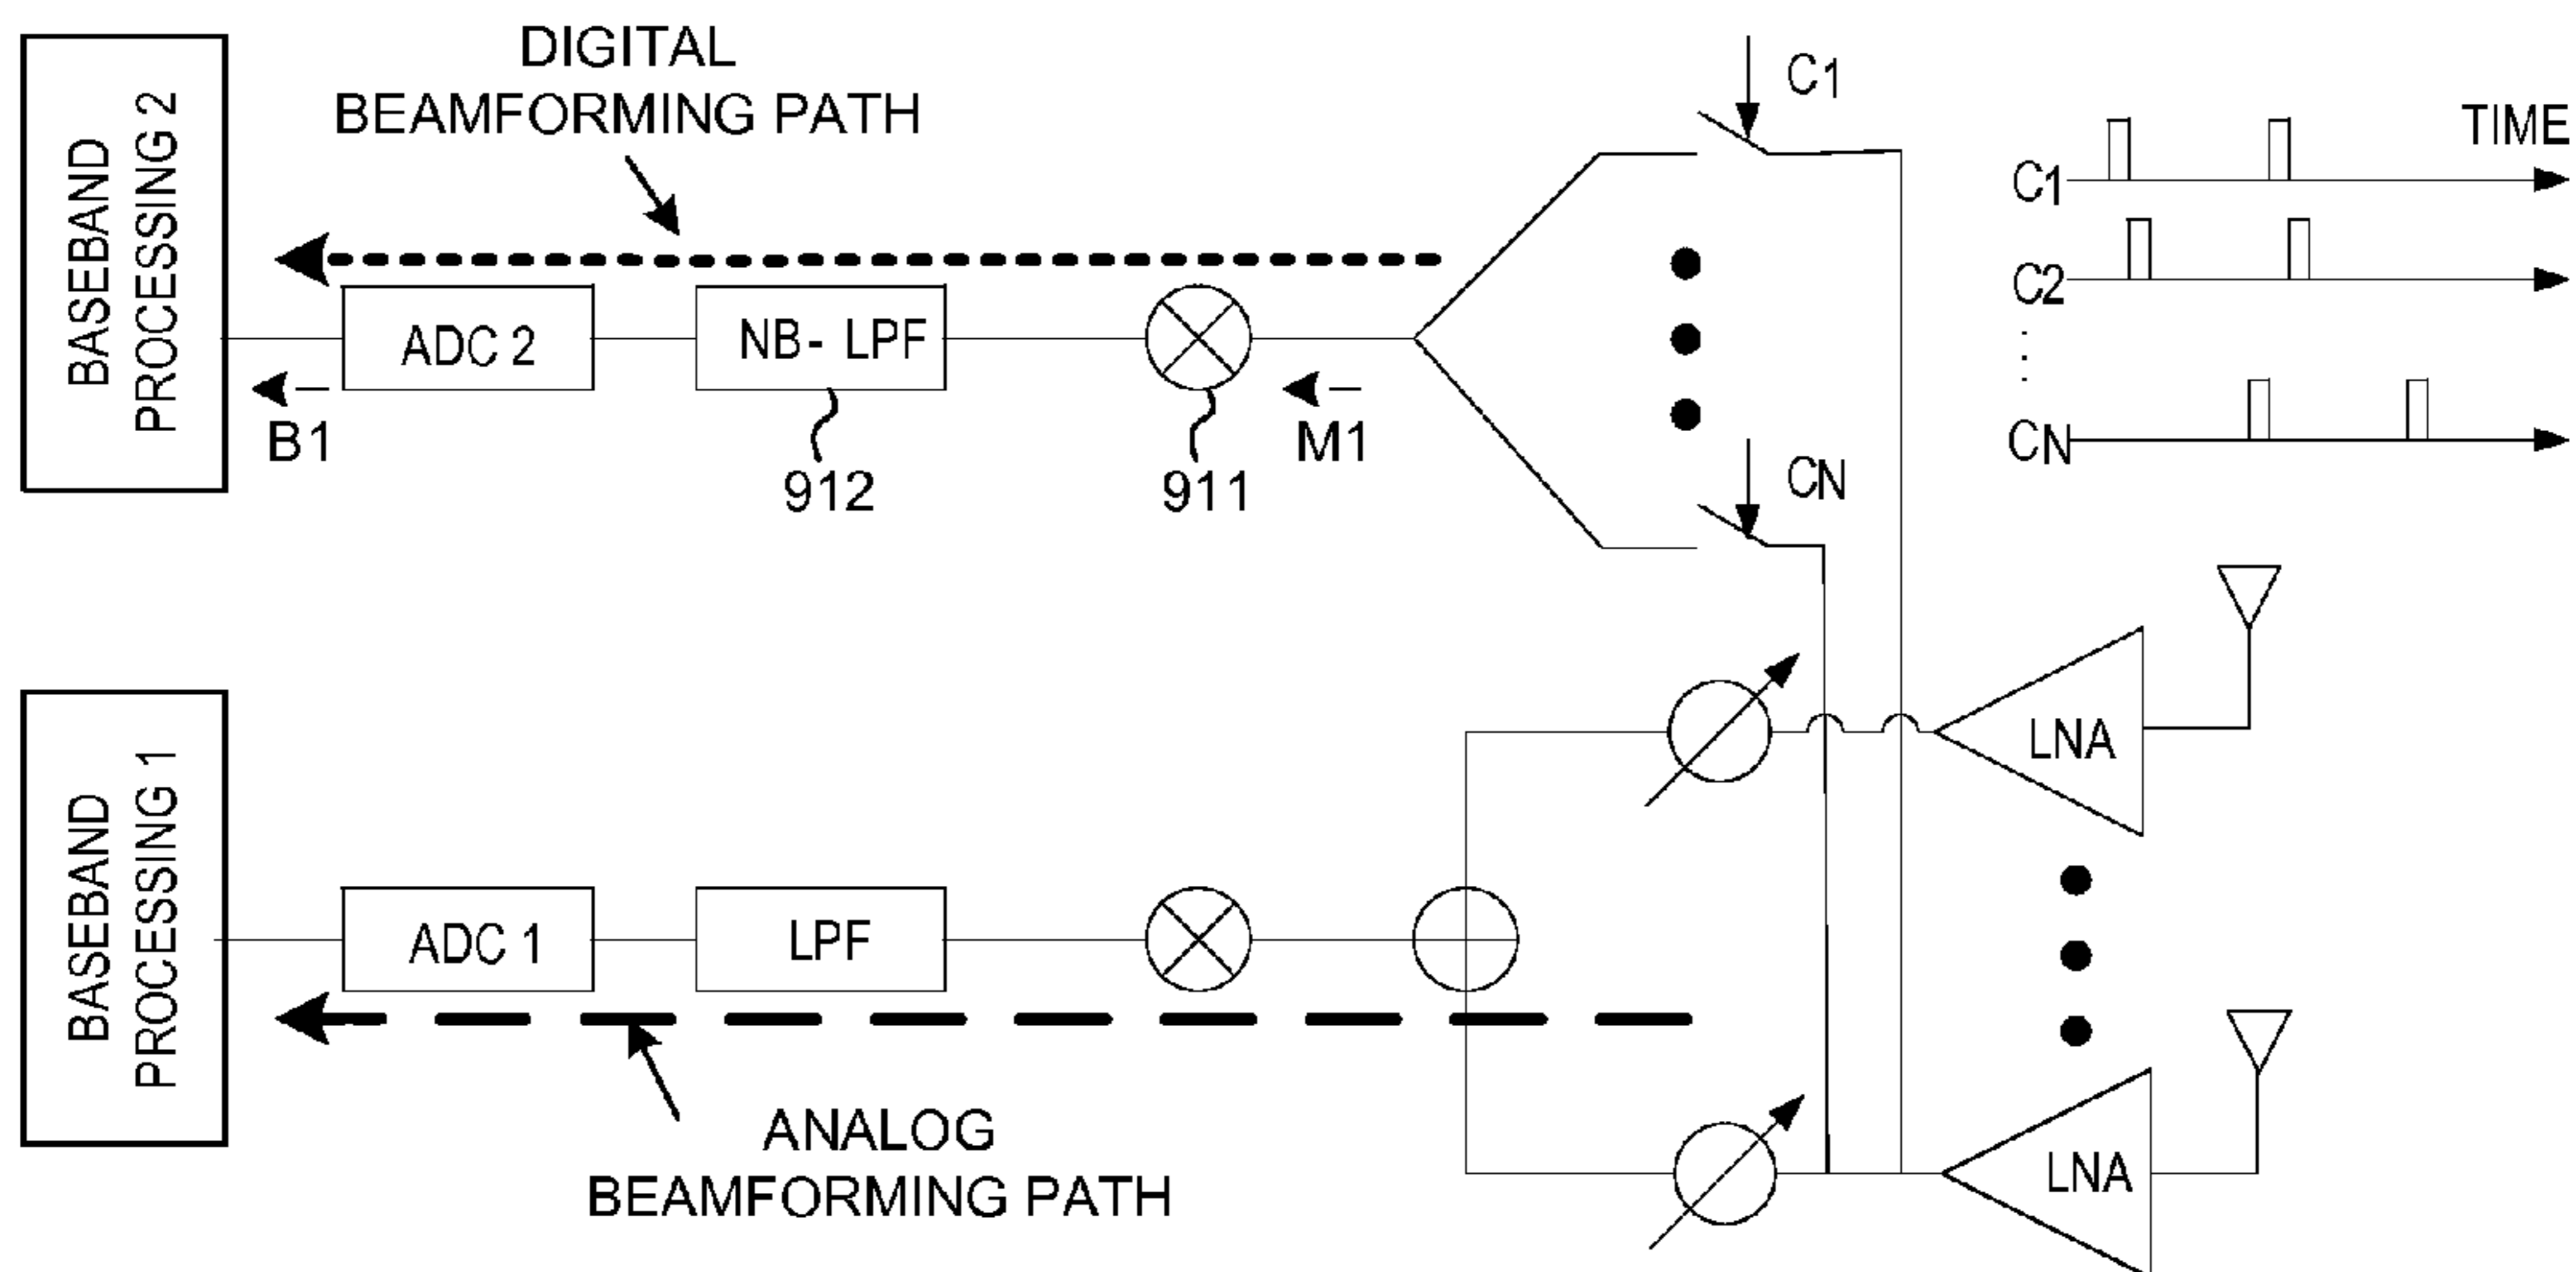 DIGITAL
BEAMFORMING PATH
BASEBAND
PROCESSING 2
ADC 2
NB- LPF
B1
912
911
M1
C1
CN
TIME
C1
C2
CN
BASEBAND
PROCESSING 1
ADC 1
LPF
LNA
LNA
ANALOG
BEAMFORMING PATH